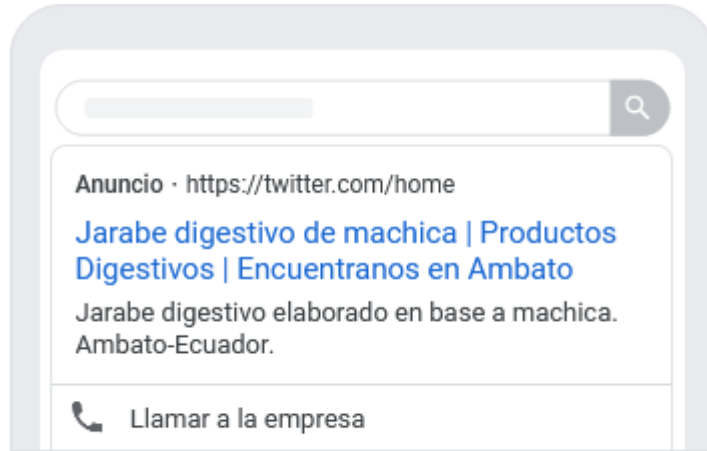 Anuncio · https://twitter.com/home
Jarabe digestivo de machica | Productos
Digestivos | Encuentranos en Ambato
Jarabe digestivo elaborado en base a machica.
Ambato-Ecuador.
Llamar a la empresa